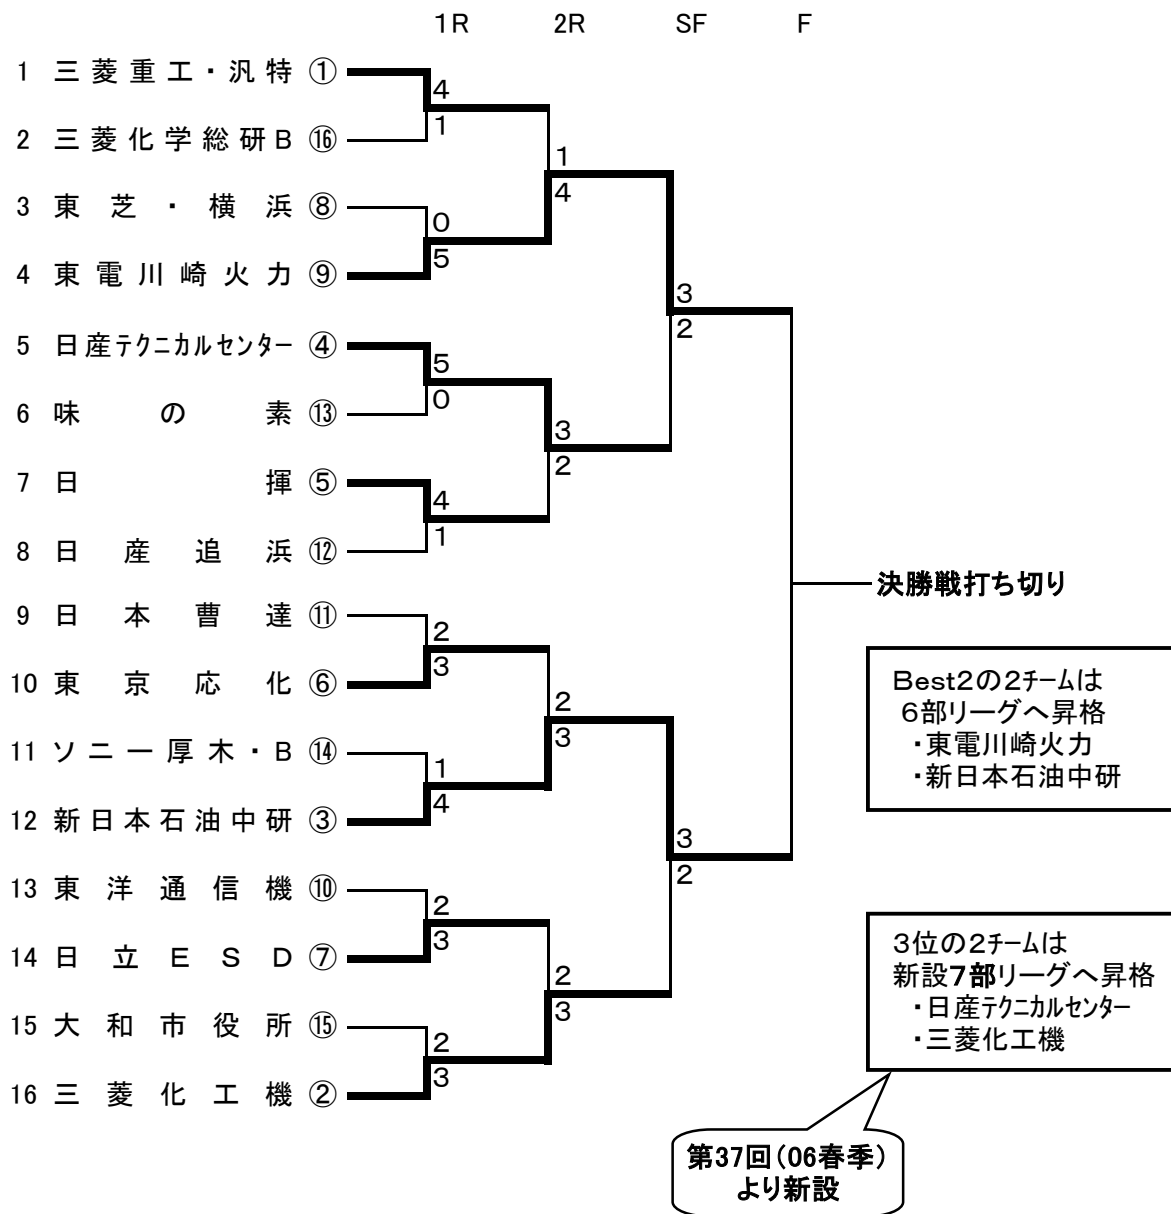 1R 2R SF F
1 三菱重工・汎特 ①
4
1
2 三菱化学総研B ⑯
1
4
3 東芝・横浜 ⑧
0
5
4 東電川崎火力 ⑨
3
2
5 日産テクニカルセンター ④
5
0
6 味の素 ⑬
3
2
7 日揮 ⑤
4
1
8 日産追浜 ⑫
決勝戦打ち切り
9 日本曹達 ⑪
2
3
10 東京応化 ⑥
2
3
11 ソニー厚木・B ⑭
1
4
12 新日本石油中研 ③
3
2
13 東洋通信機 ⑩
2
3
14 日立ESD ⑦
2
3
15 大和市役所 ⑮
2
3
16 三菱化工機 ②
Best2の2チームは
6部リーグへ昇格
・東電川崎火力
・新日本石油中研
3位の2チームは
新設7部リーグへ昇格
・日産テクニカルセンター
・三菱化工機
第37回(06春季)
より新設